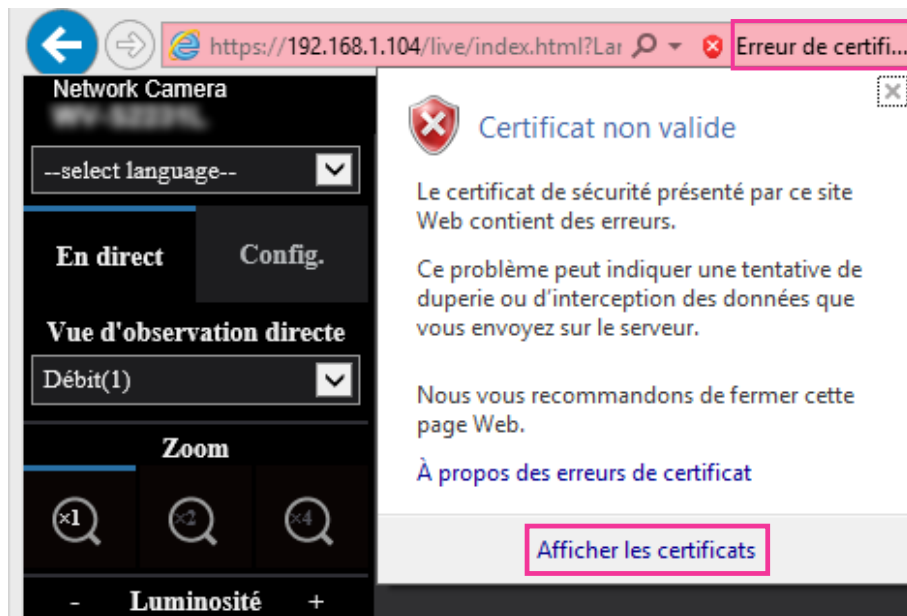 https://192.168.1.104/live/index.html?Lar
Erreur de certifi...
Network Camera
--select language--
En direct
Config.
Vue d'observation directe
Débit(1)
Zoom
×1
×2
×4
- Luminosité +
Certificat non valide
Le certificat de sécurité présenté par ce site
Web contient des erreurs.
Ce problème peut indiquer une tentative de
duperie ou d'interception des données que
vous envoyez sur le serveur.
Nous vous recommandons de fermer cette
page Web.
À propos des erreurs de certificat
Afficher les certificats